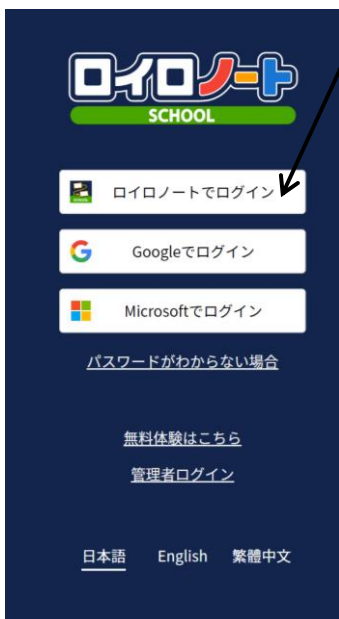 ロイロノート
SCHOOL
ロイロノートでログイン
Googleでログイン
Microsoftでログイン
パスワードがわからない場合
無料体験はこちら
管理者ログイン
日本語 English 繁體中文